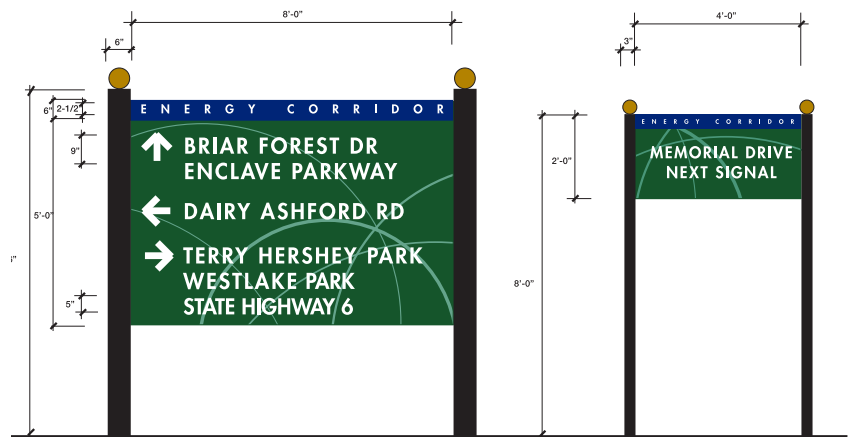 8'-0"
6"
6"
2-1/2"
9"
5'-0"
5"
ENERGY CORRIDOR
BRIAR FOREST DR
ENCLAVE PARKWAY
DAIRY ASHFORD RD
TERRY HERSHEY PARK
WESTLAKE PARK
STATE HIGHWAY 6
4'-0"
3"
2'-0"
8'-0"
ENERGY CORRIDOR
MEMORIAL DRIVE
NEXT SIGNAL